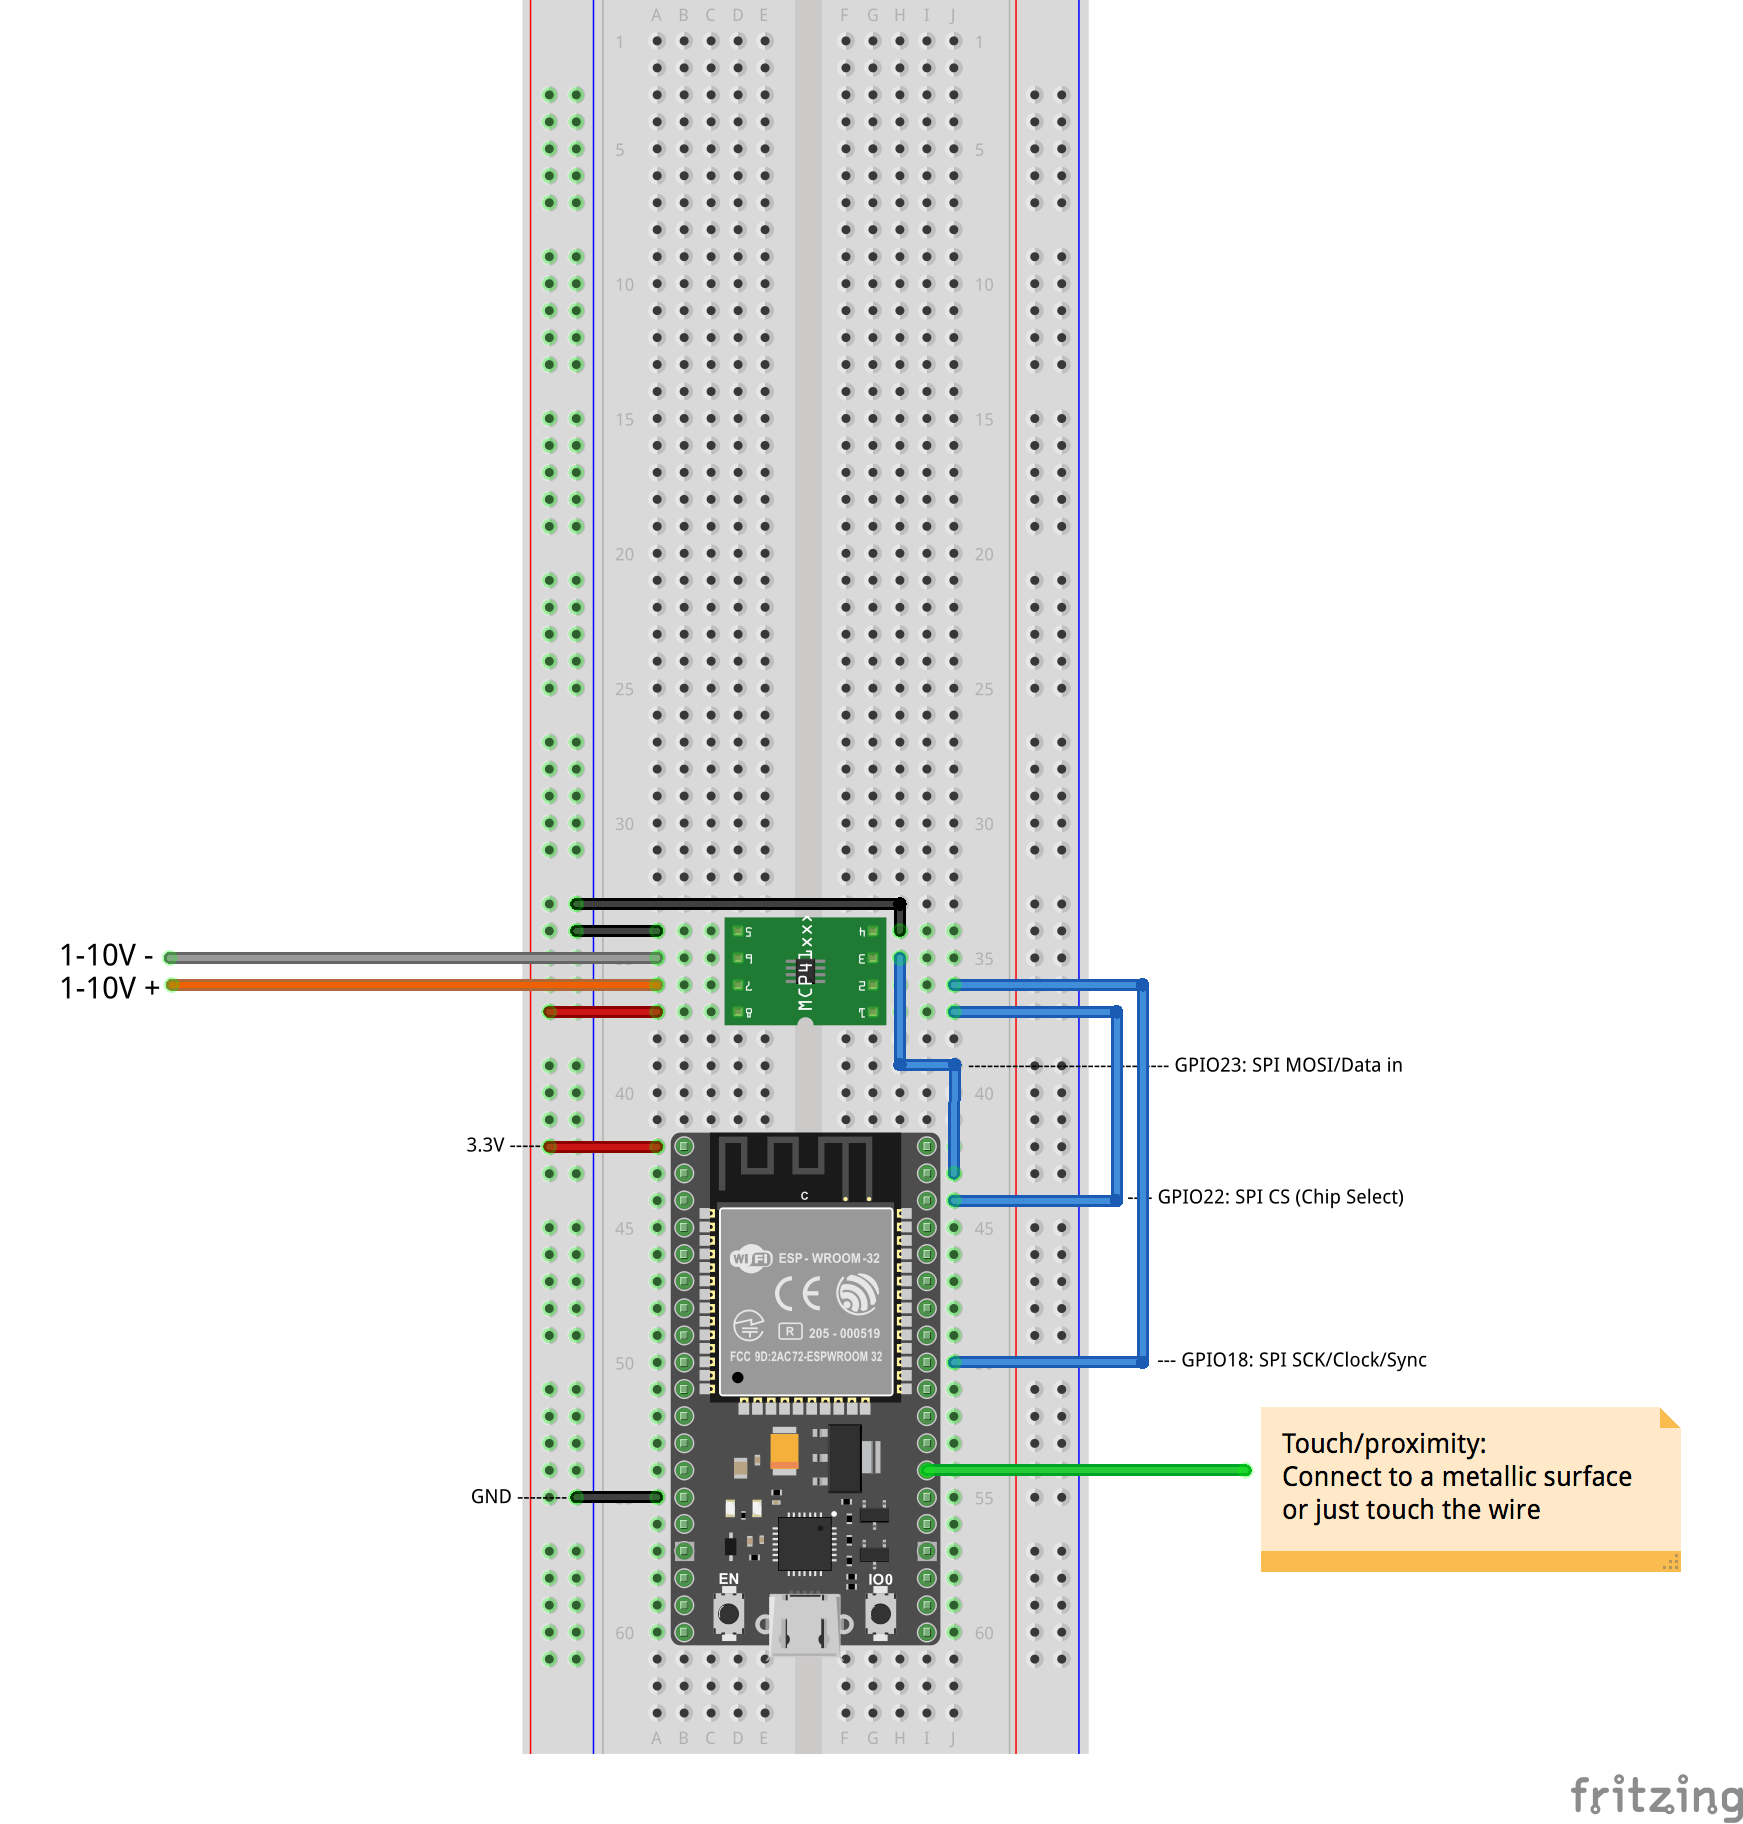 A B C D E F G H I J
1 1
5 5
10 10
15 15
20 20
25 25
30 30
5 4
1-10V -
6 3
35
1-10V +
7 2
8 1
MCP41xxx
GPIO23: SPI MOSI/Data in
40 40
3.3V
C
GPIO22: SPI CS (Chip Select)
45 45
WiFi ESP-WROOM-32
CE
R 205-000519
FCC 9D:2AC72-ESPWROOM 32
50
GPIO18: SPI SCK/Clock/Sync
Touch/proximity:
Connect to a metallic surface
or just touch the wire
GND
55
EN IO0
60 60
A B C D E F G H I J
fritzing